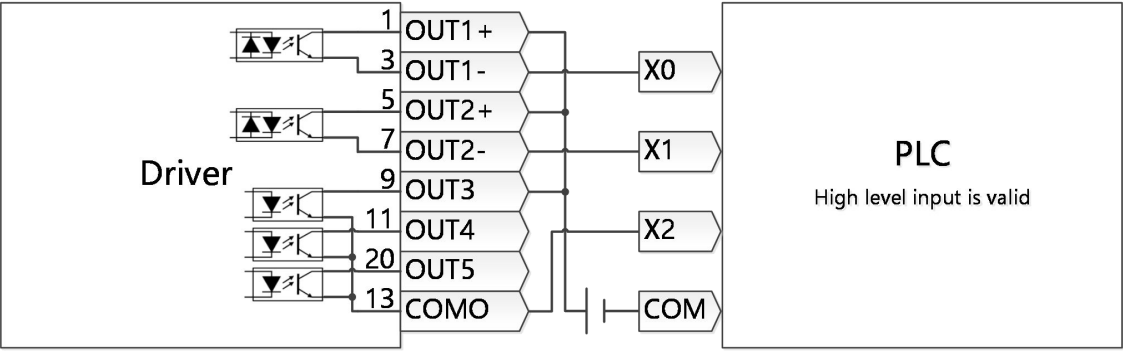 Driver
1 OUT1+
3 OUT1-
5 OUT2+
7 OUT2-
9 OUT3
11 OUT4
20 OUT5
13 COMO
X0
X1
X2
COM
PLC
High level input is valid